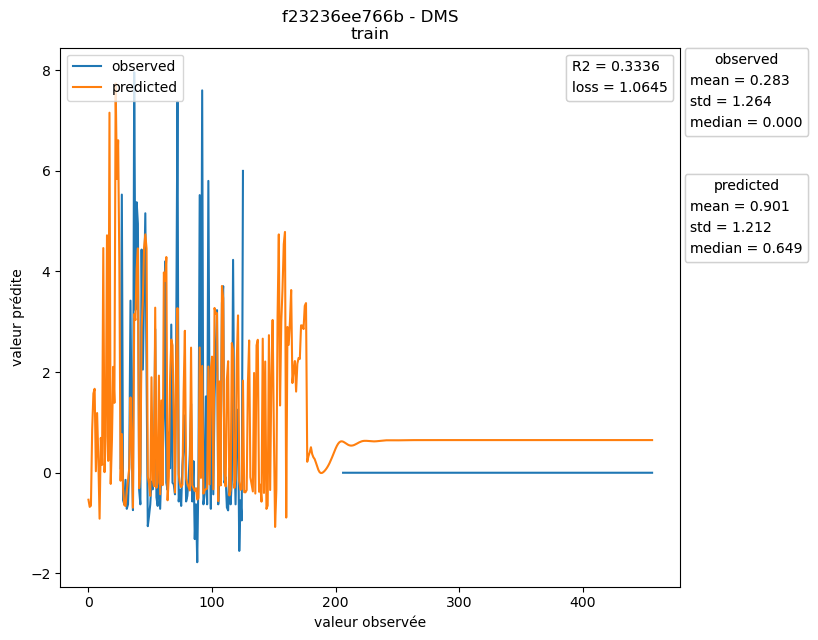 f23236ee766b - DMS
train
observed
predicted
R2 = 0.3336
loss = 1.0645
observed
mean = 0.283
std = 1.264
median = 0.000
predicted
mean = 0.901
std = 1.212
median = 0.649
valeur prédite
8
6
4
2
0
−2
0 100 200 300 400
valeur observée